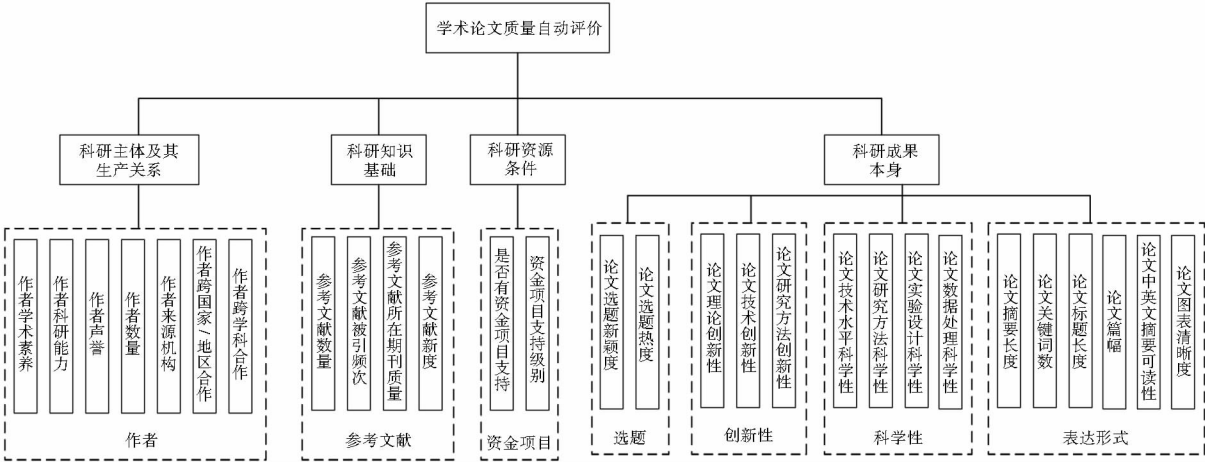 学术论文质量自动评价
科研主体及其
生产关系
科研知识
基础
科研资源
条件
科研成果
本身
作者学术素养
作者科研能力
作者声誉
作者数量
作者来源机构
作者跨国家/地区合作
作者跨学科合作
作者
参考文献数量
参考文献被引频次
参考文献所在期刊质量
参考文献新度
参考文献
是否有资金项目支持
资金项目支持级别
资金项目
论文选题新颖度
论文选题热度
选题
论文理论创新性
论文技术创新性
论文研究方法创新性
创新性
论文技术水平科学性
论文研究方法科学性
论文实验设计科学性
论文数据处理科学性
科学性
论文摘要长度
论文关键词数
论文标题长度
论文篇幅
论文中英文摘要可读性
论文图表清晰度
表达形式